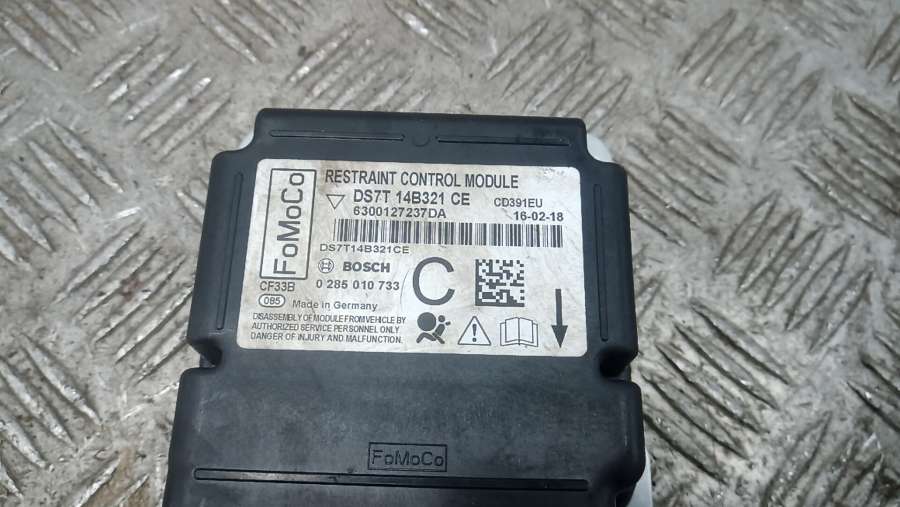 FoMoCo
RESTRAINT CONTROL MODULE
DS7T 14B321 CE CD391EU
6300127237DA 16-02-18
DS7T14B321CE
BOSCH
0 285 010 733
C
CF33B
085
Made in Germany
DISASSEMBLY OF MODULE FROM VEHICLE BY
AUTHORIZED SERVICE PERSONNEL ONLY.
DANGER OF INJURY AND MALFUNCTION.
FoMoCo